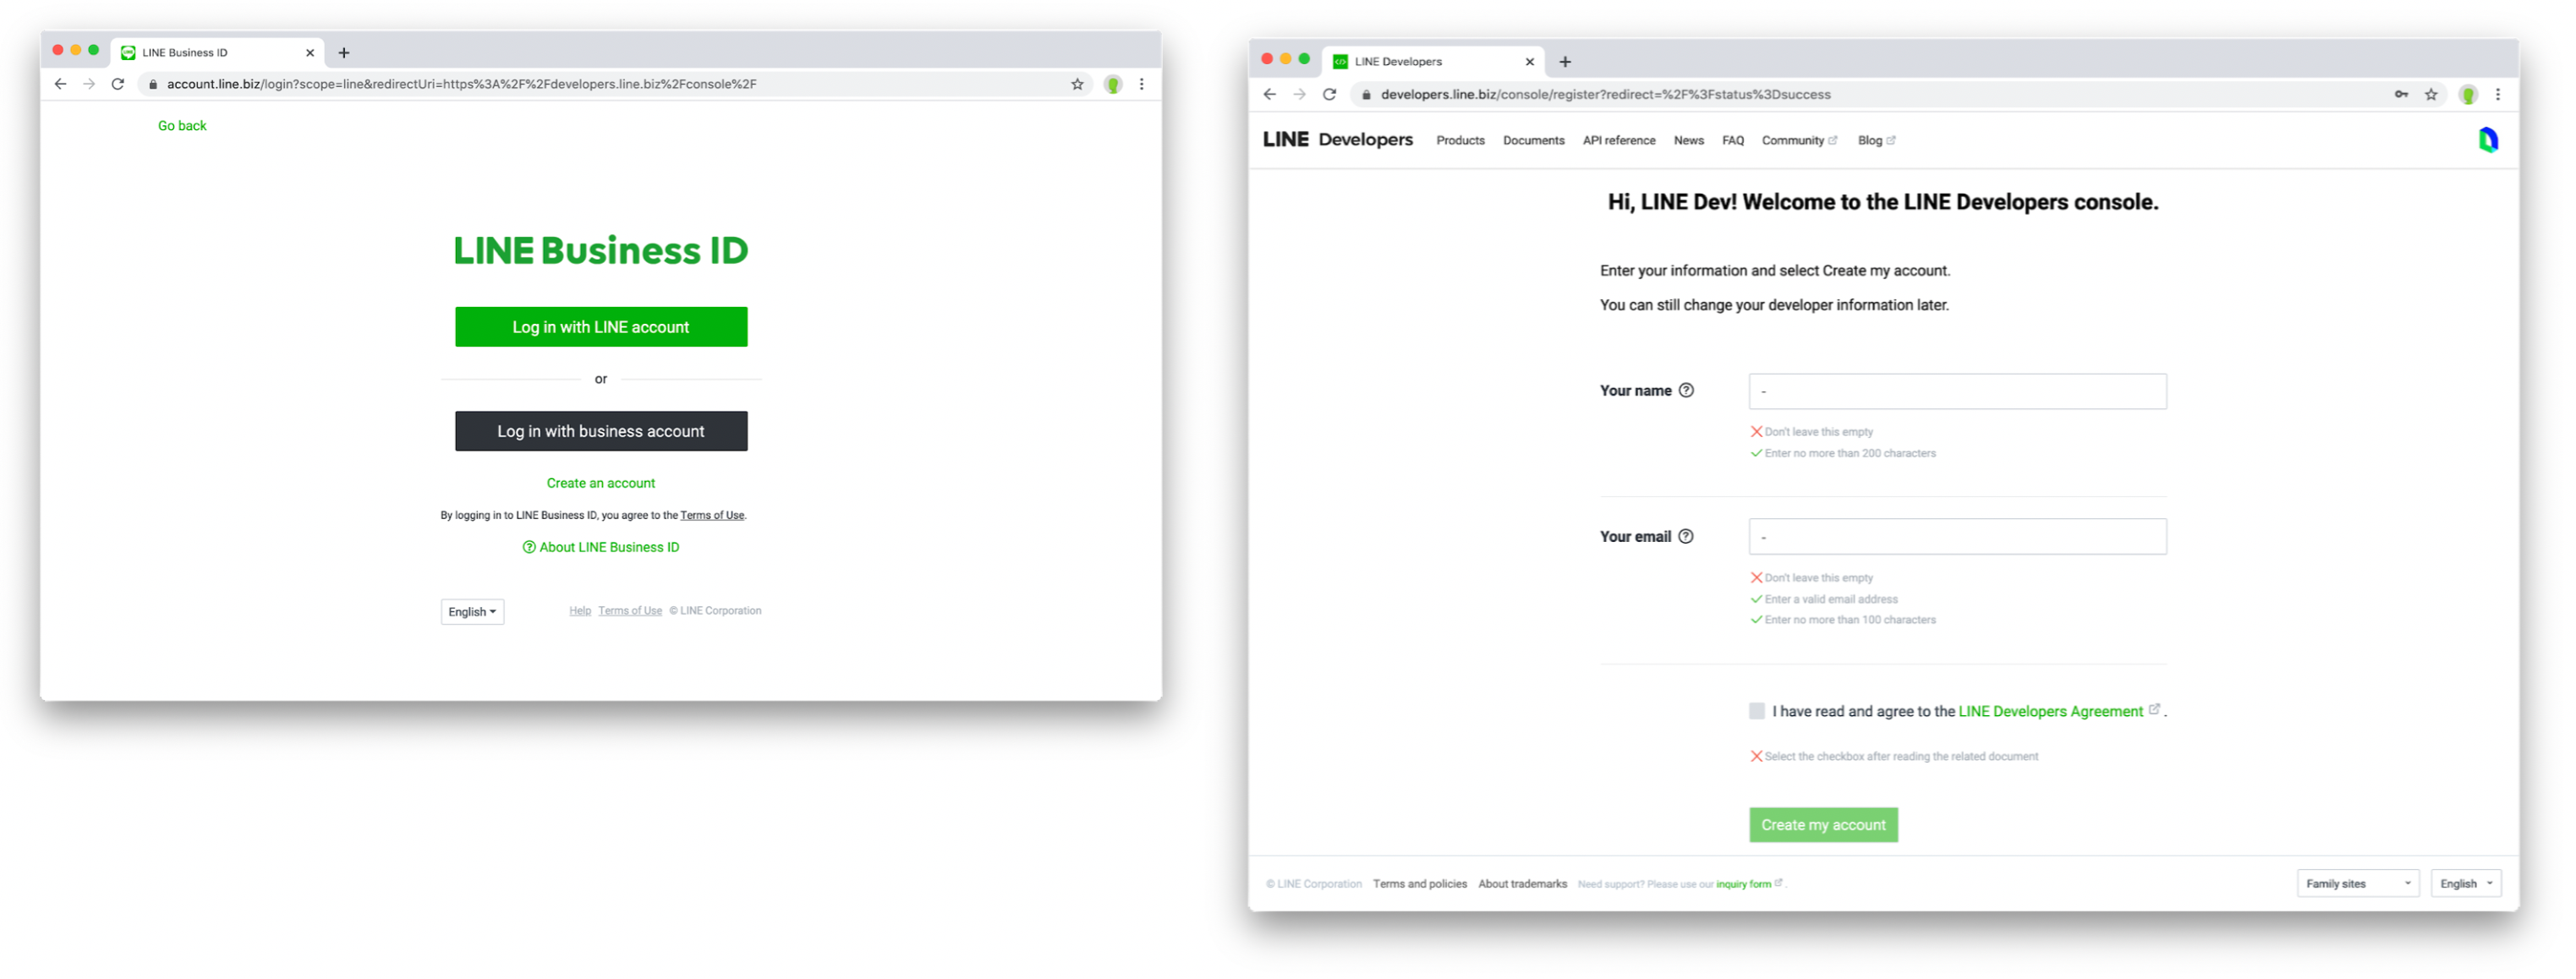 LINE Business ID
account.line.biz/login?scope=line&redirectUri=https%3A%2F%2Fdevelopers.line.biz%2Fconsole%2F
Go back
LINE Business ID
Log in with LINE account
or
Log in with business account
Create an account
By logging in to LINE Business ID, you agree to the Terms of Use.
About LINE Business ID
English
Help Terms of Use © LINE Corporation
LINE Developers
developers.line.biz/console/register?redirect=%2F%3Fstatus%3Dsuccess
LINE Developers Products Documents API reference News FAQ Community Blog
Hi, LINE Dev! Welcome to the LINE Developers console.
Enter your information and select Create my account.
You can still change your developer information later.
Your name -
Don't leave this empty
Enter no more than 200 characters
Your email -
Don't leave this empty
Enter a valid email address
Enter no more than 100 characters
I have read and agree to the LINE Developers Agreement .
Select the checkbox after reading the related document
Create my account
© LINE Corporation Terms and policies About trademarks Need support? Please use our inquiry form . Family sites English